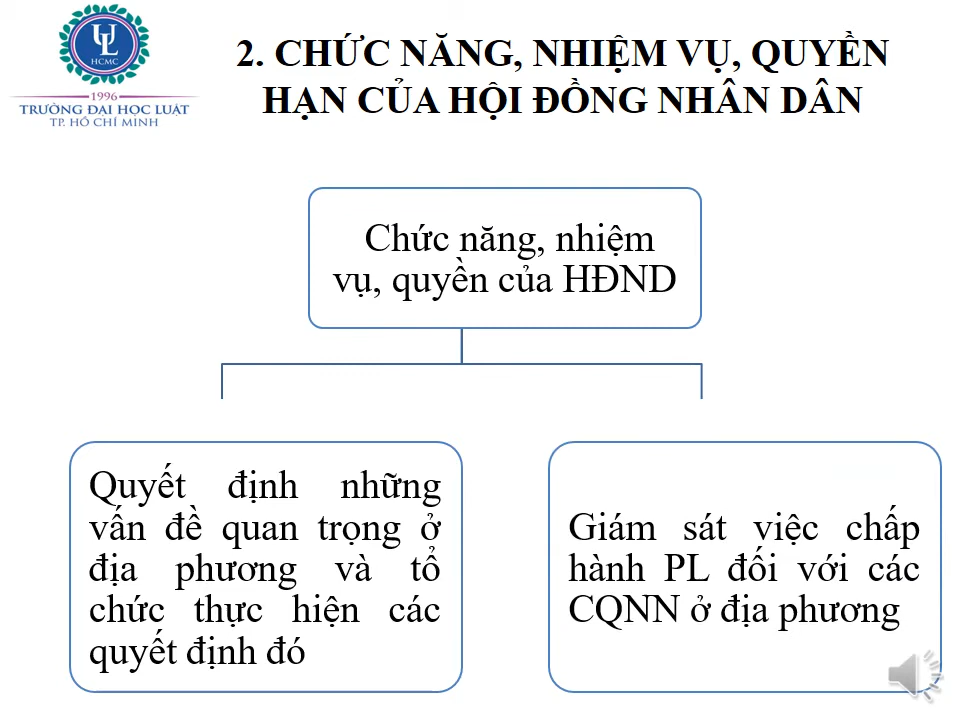 UL
HCMC
1996
TRƯỜNG ĐẠI HỌC LUẬT
TP. HỒ CHÍ MINH
2. CHỨC NĂNG, NHIỆM VỤ, QUYỀN
HẠN CỦA HỘI ĐỒNG NHÂN DÂN
Chức năng, nhiệm
vụ, quyền của HĐND
Quyết định những
vấn đề quan trọng ở
địa phương và tổ
chức thực hiện các
quyết định đó
Giám sát việc chấp
hành PL đối với các
CQNN ở địa phương